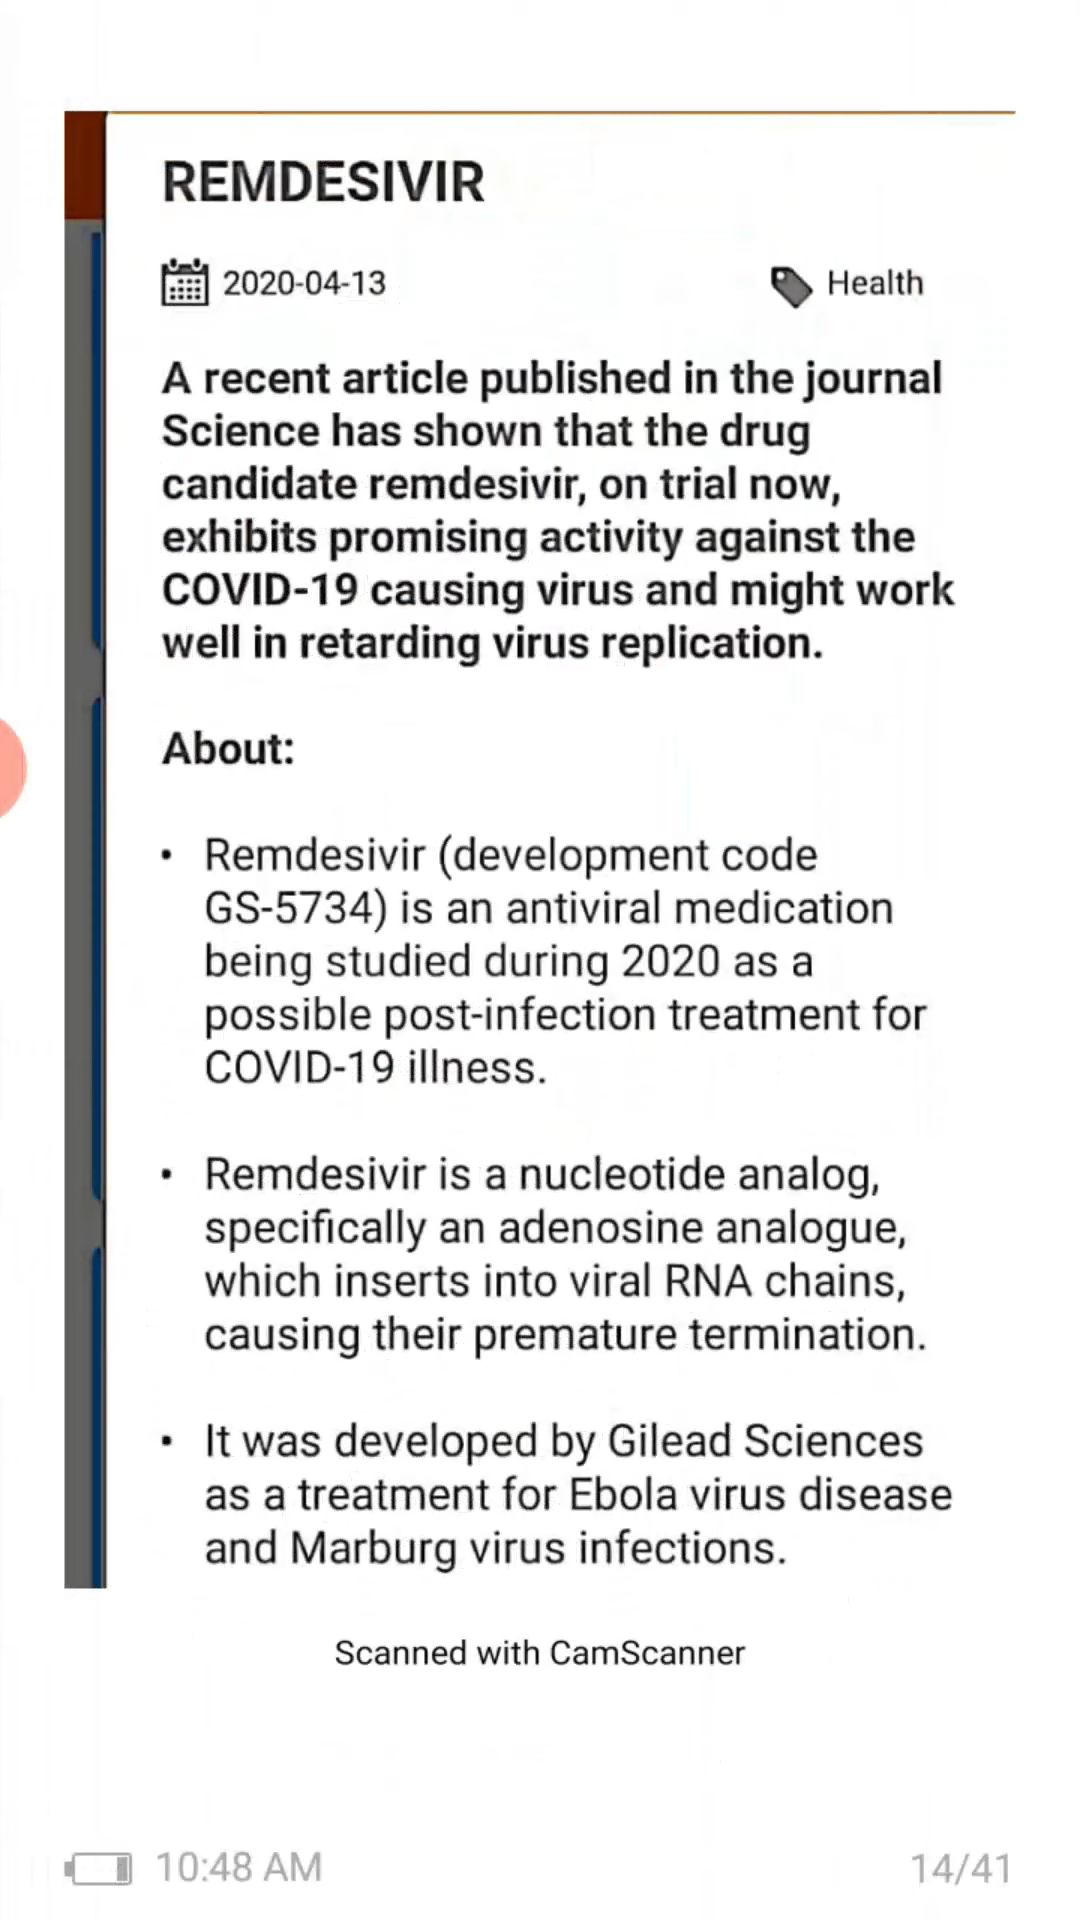 REMDESIVIR
2020-04-13
Health
A recent article published in the journal
Science has shown that the drug
candidate remdesivir, on trial now,
exhibits promising activity against the
COVID-19 causing virus and might work
well in retarding virus replication.
About:
• Remdesivir (development code
GS-5734) is an antiviral medication
being studied during 2020 as a
possible post-infection treatment for
COVID-19 illness.
• Remdesivir is a nucleotide analog,
specifically an adenosine analogue,
which inserts into viral RNA chains,
causing their premature termination.
• It was developed by Gilead Sciences
as a treatment for Ebola virus disease
and Marburg virus infections.
Scanned with CamScanner
10:48 AM
14/41